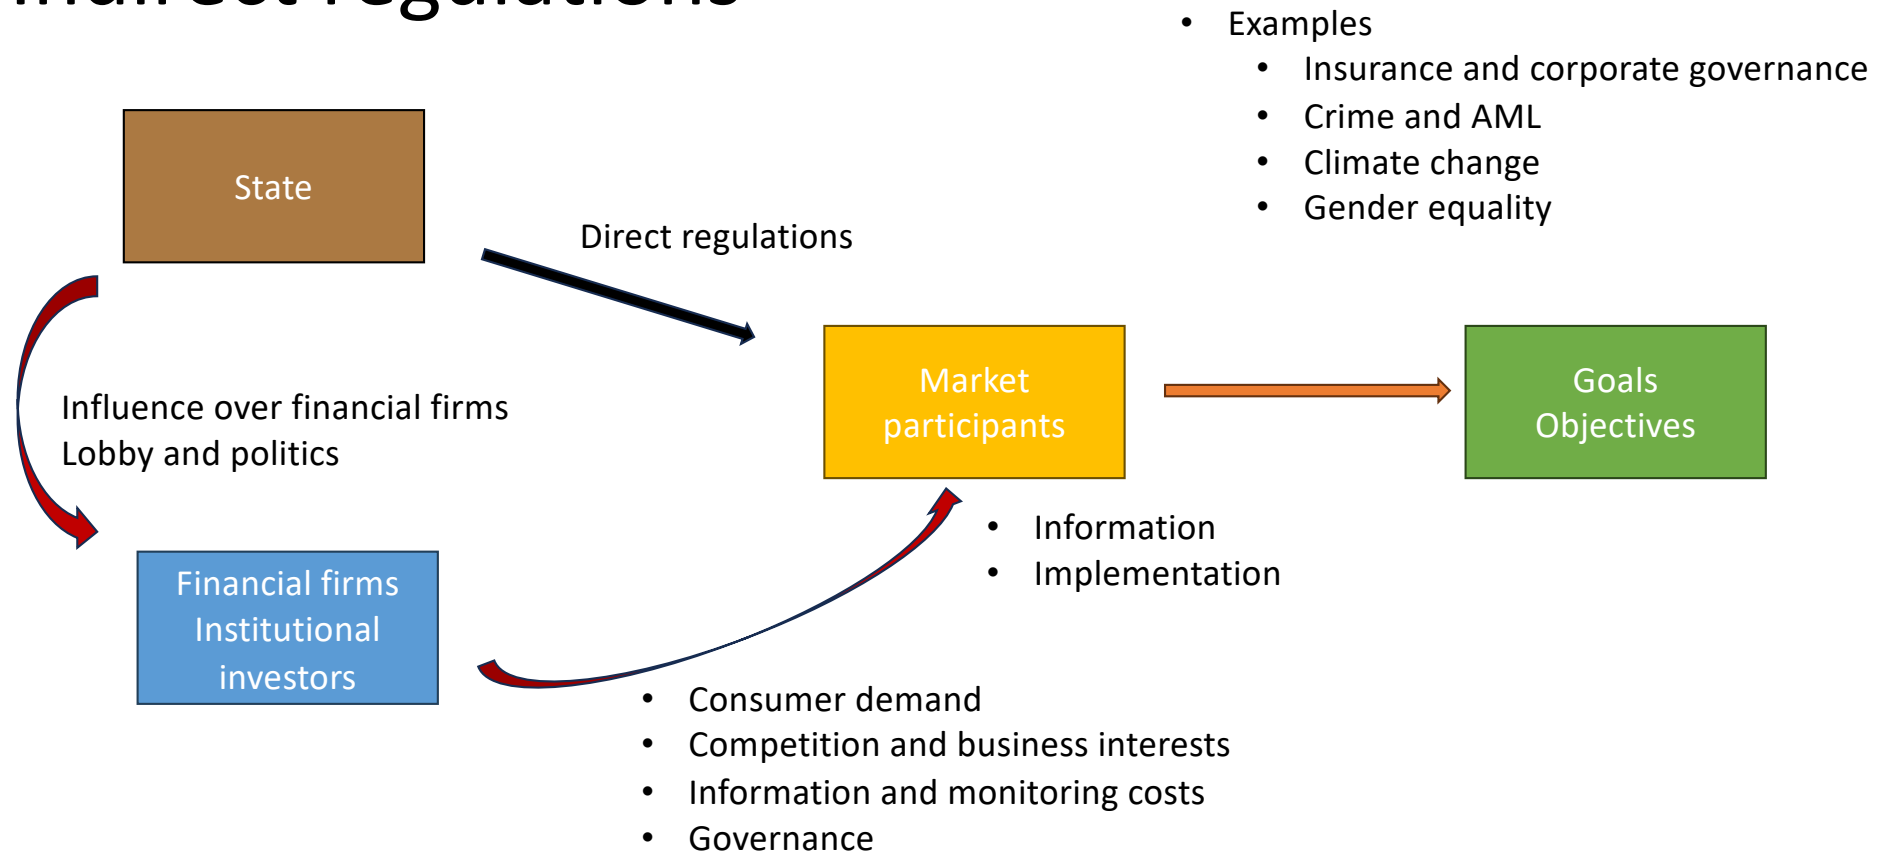 Indirect regulations
• Examples
• Insurance and corporate governance
• Crime and AML
• Climate change
• Gender equality
State
Direct regulations
Influence over financial firms
Lobby and politics
Market
participants
Goals
Objectives
• Information
• Implementation
Financial firms
Institutional
investors
• Consumer demand
• Competition and business interests
• Information and monitoring costs
• Governance